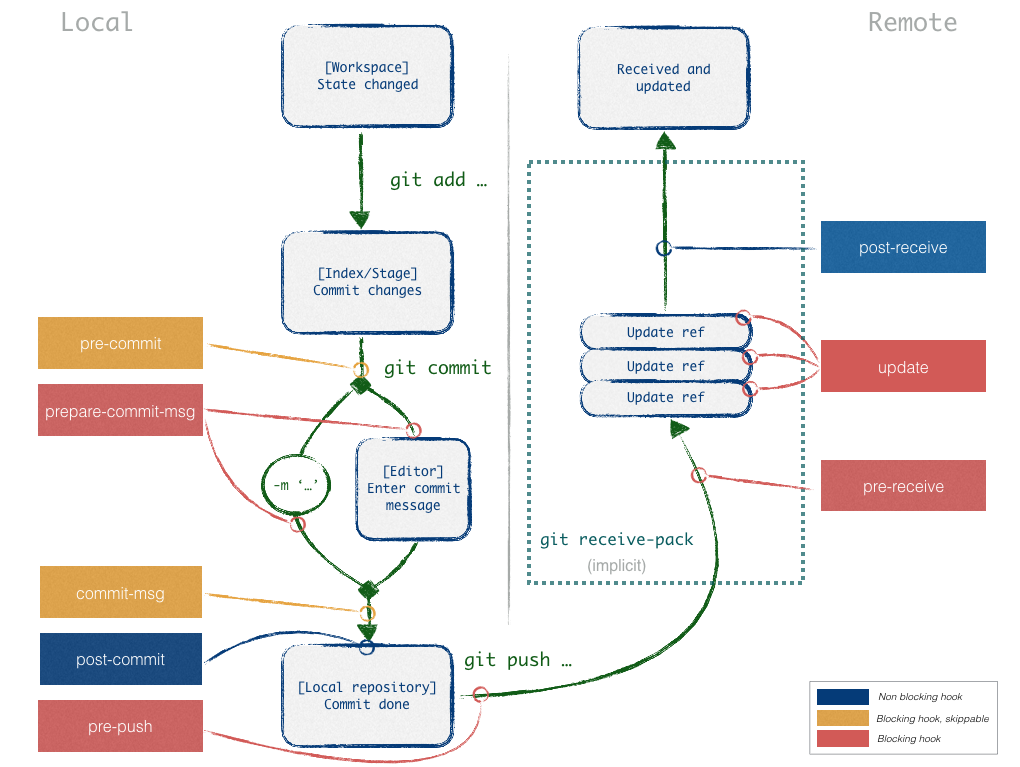 Local
Remote
[Workspace]
State changed
Received and
updated
git add …
post-receive
[Index/Stage]
Commit changes
pre-commit
git commit
Update ref
Update ref
Update ref
update
prepare-commit-msg
-m ‘…’
[Editor]
Enter commit
message
pre-receive
git receive-pack
(implicit)
commit-msg
post-commit
git push …
[Local repository]
Commit done
pre-push
Non blocking hook
Blocking hook, skippable
Blocking hook